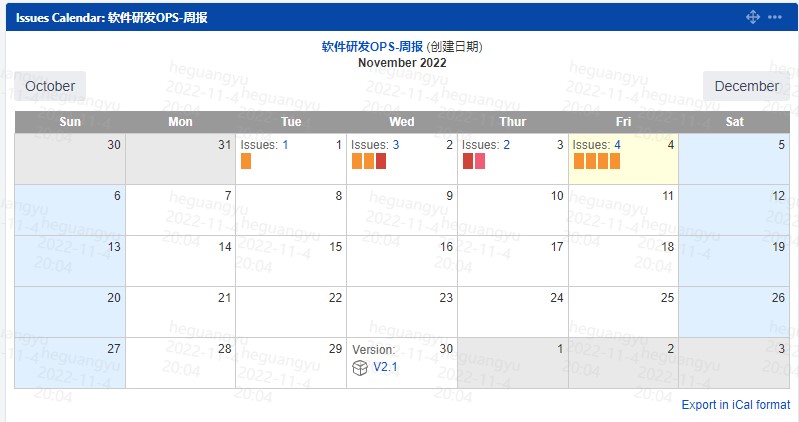 Issues Calendar: 软件研发OPS-周报
软件研发OPS-周报 (创建日期)
November 2022
October
December
Sun Mon Tue Wed Thur Fri Sat
30 31 Issues: 1 1 Issues: 3 2 Issues: 2 3 Issues: 4 4 5
6 7 8 9 10 11 12
13 14 15 16 17 18 19
20 21 22 23 24 25 26
27 28 29 Version: 30 1 2 3
V2.1
Export in iCal format
heguangyu
2022-11-4
20:04